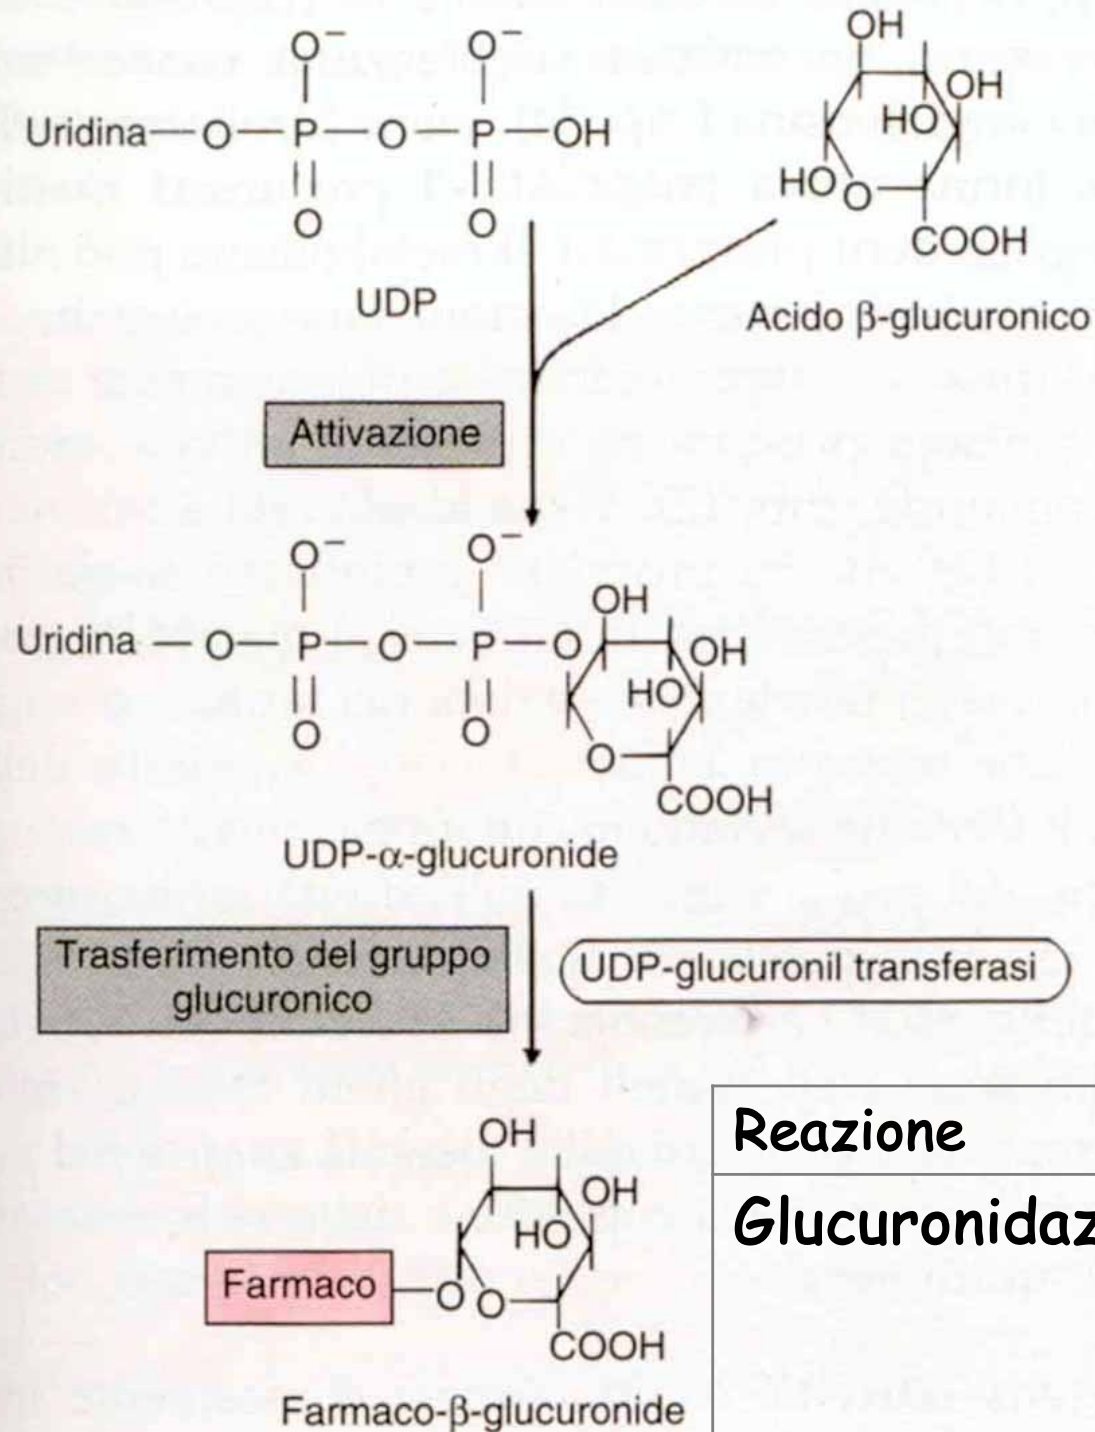 O⁻ O⁻
Uridina—O—P—O—P—OH
O O
UDP
OH
OH
HO
HO O
COOH
Acido β-glucuronico
Attivazione
O⁻ O⁻
Uridina—O—P—O—P—O
O O
OH
OH
HO
O
COOH
UDP-α-glucuronide
Trasferimento del gruppo
glucuronico
UDP-glucuronil transferasi
OH
OH
HO
Farmaco—O O
COOH
Farmaco-β-glucuronide
Reazione
Glucuronidaz